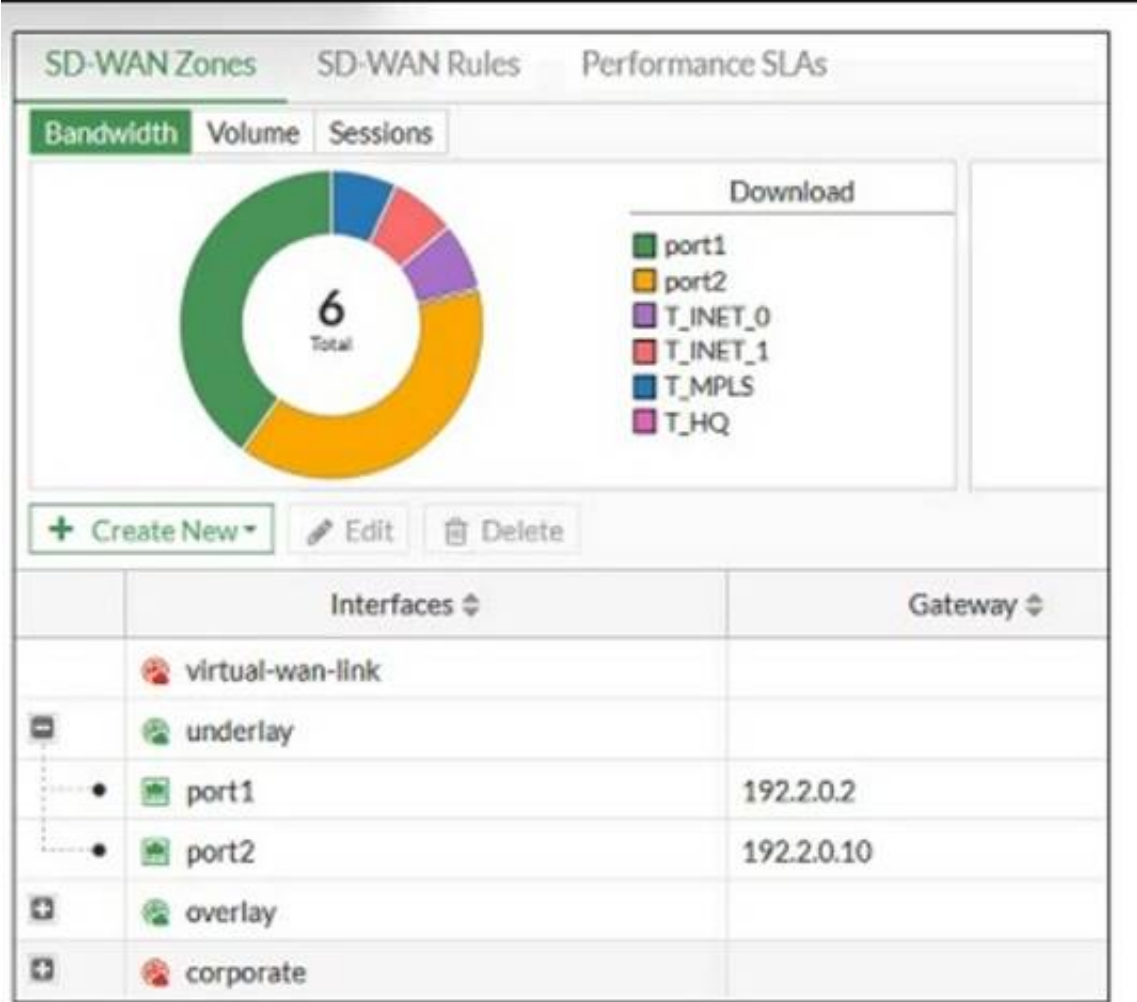 SD-WAN Zones SD-WAN Rules Performance SLAs
Bandwidth Volume Sessions
6
Total
Download
port1
port2
T_INET_0
T_INET_1
T_MPLS
T_HQ
+ Create New Edit Delete
Interfaces Gateway
virtual-wan-link
underlay
port1 192.2.0.2
port2 192.2.0.10
overlay
corporate